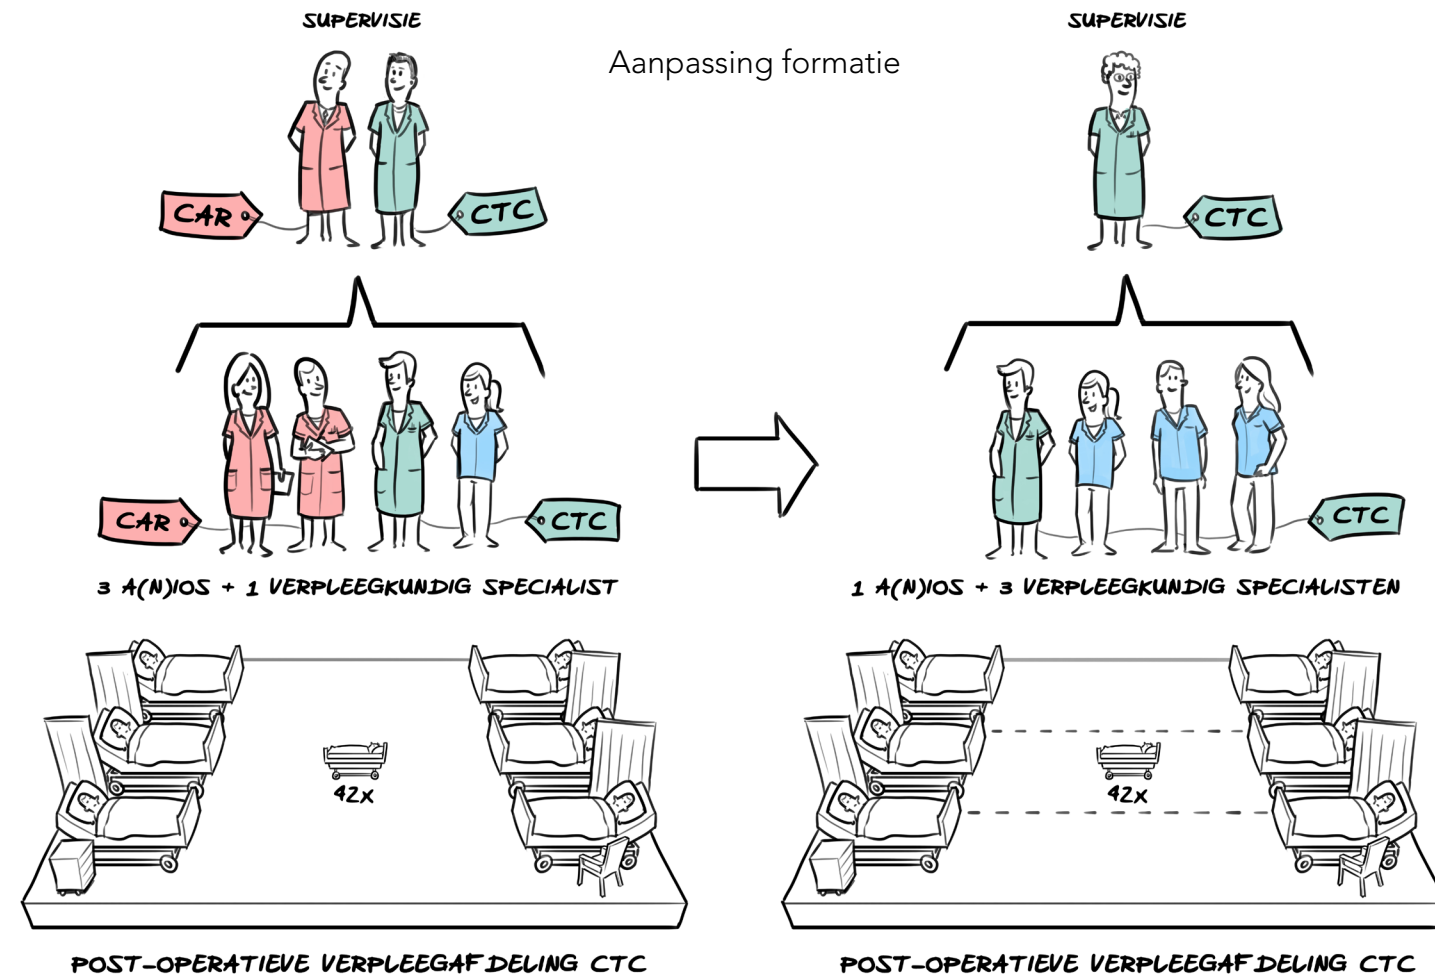 SUPERVISIE
SUPERVISIE
Aanpassing formatie
CAR
CTC
CTC
CAR
CTC
CTC
3 A(N)IOS + 1 VERPLEEGKUNDIG SPECIALIST
1 A(N)IOS + 3 VERPLEEGKUNDIG SPECIALISTEN
42X
42X
POST-OPERATIEVE VERPLEEGAFDELING CTC
POST-OPERATIEVE VERPLEEGAFDELING CTC